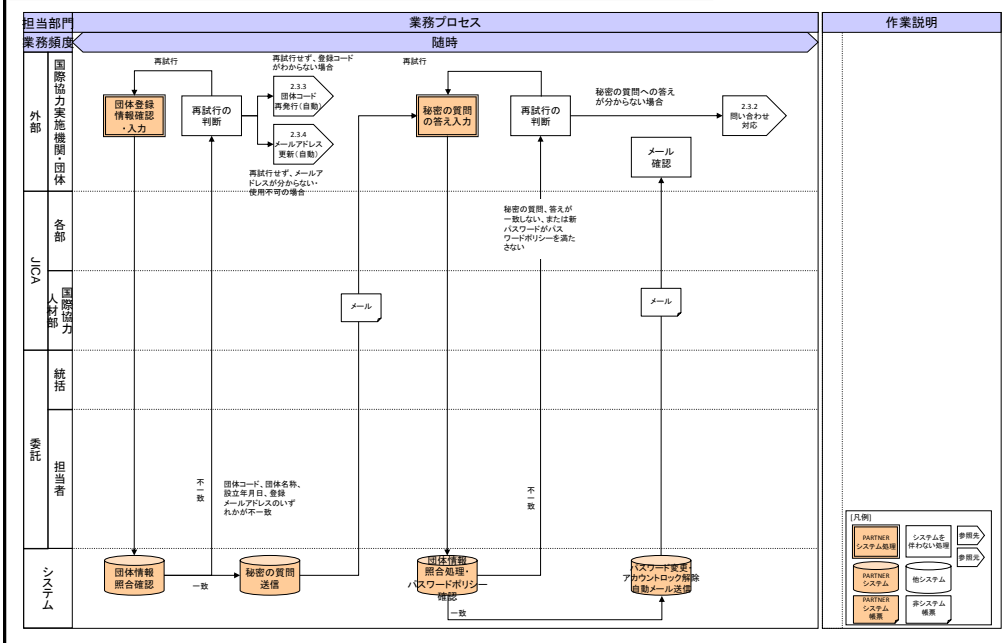 担当部門
業務プロセス
作業説明
業務頻度
随時
外部
国際協力実施機関・団体
再試行
再試行せず、登録コード
がわからない場合
再試行
団体登録
情報確認
・入力
再試行の
判断
2.3.3
団体コード
再発行(自動)
2.3.4
メールアドレス
更新(自動)
再試行せず、メールア
ドレスが分からない・
使用不可の場合
秘密の質問
の答え入力
再試行の
判断
秘密の質問への答え
が分からない場合
2.3.2
問い合わせ
対応
メール
確認
JICA
各部
秘密の質問、答えが
一致しない、または新
パスワードがパス
ワードポリシーを満た
さない
国際協力
人材部
メール
メール
委託
統括
担当者
不一致
団体コード、団体名称、
設立年月日、登録
メールアドレスのいず
れかが不一致
不一致
システム
団体情報
照合確認
一致
秘密の質問
送信
団体情報
照合処理・
パスワードポリシー
確認
一致
パスワード変更・
アカウントロック解除
自動メール送信
[凡例]
PARTNER
システム処理
システムを
伴わない処理
参照先
参照元
PARTNER
システム
他システム
PARTNER
システム
帳票
非システム
帳票